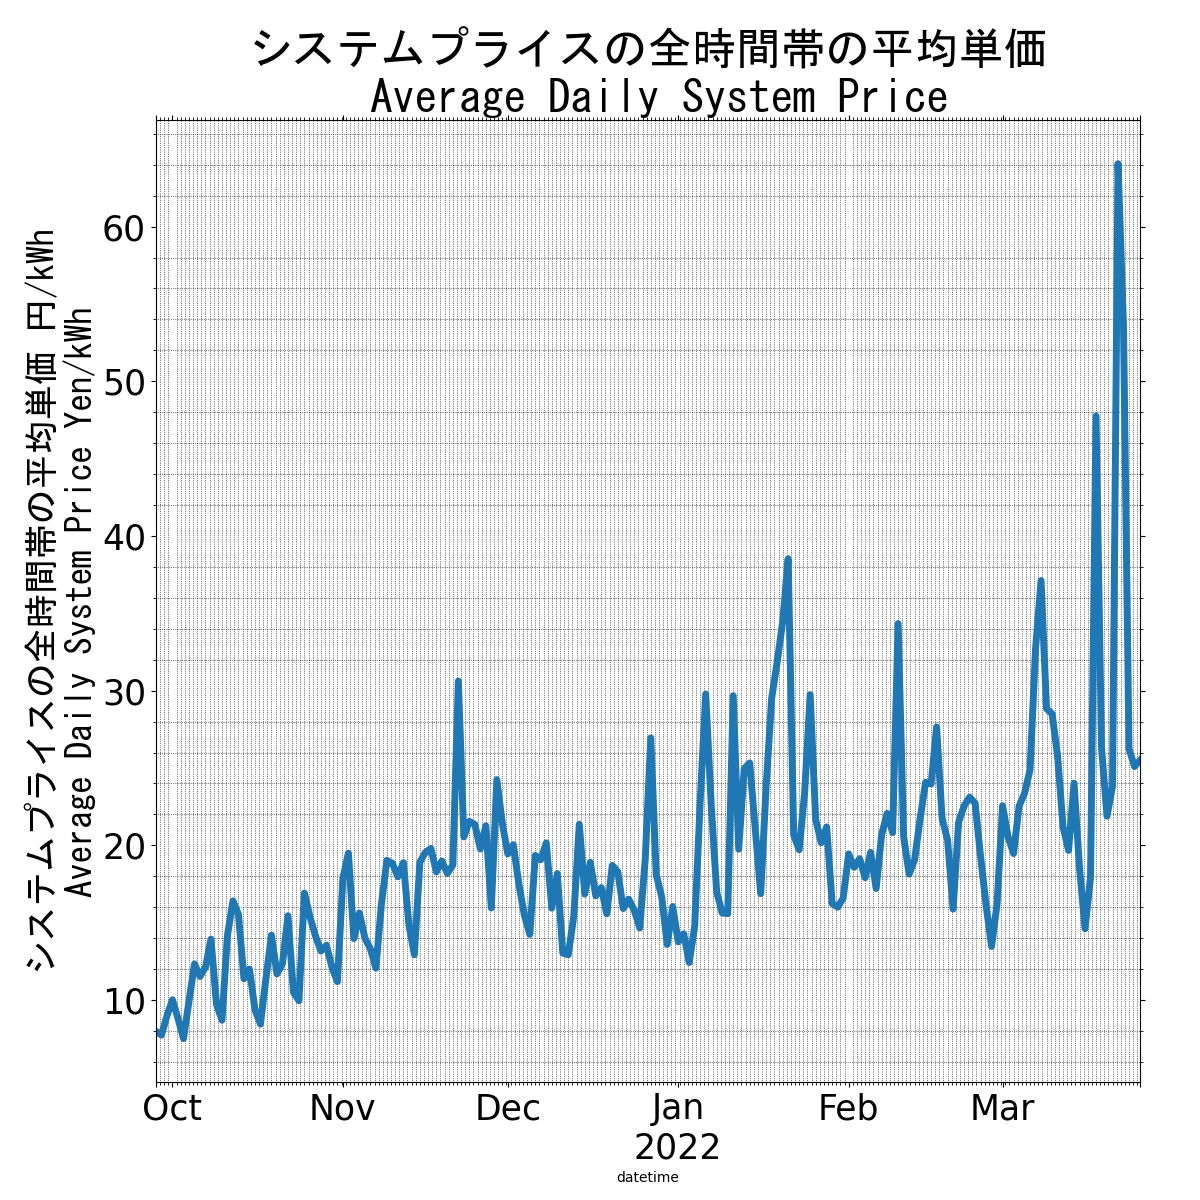 システムプライスの全時間帯の平均単価
Average Daily System Price
システムプライスの全時間帯の平均単価 円/kWh
Average Daily System Price Yen/kWh
60
50
40
30
20
10
Oct
Nov
Dec
Jan
2022
Feb
Mar
datetime